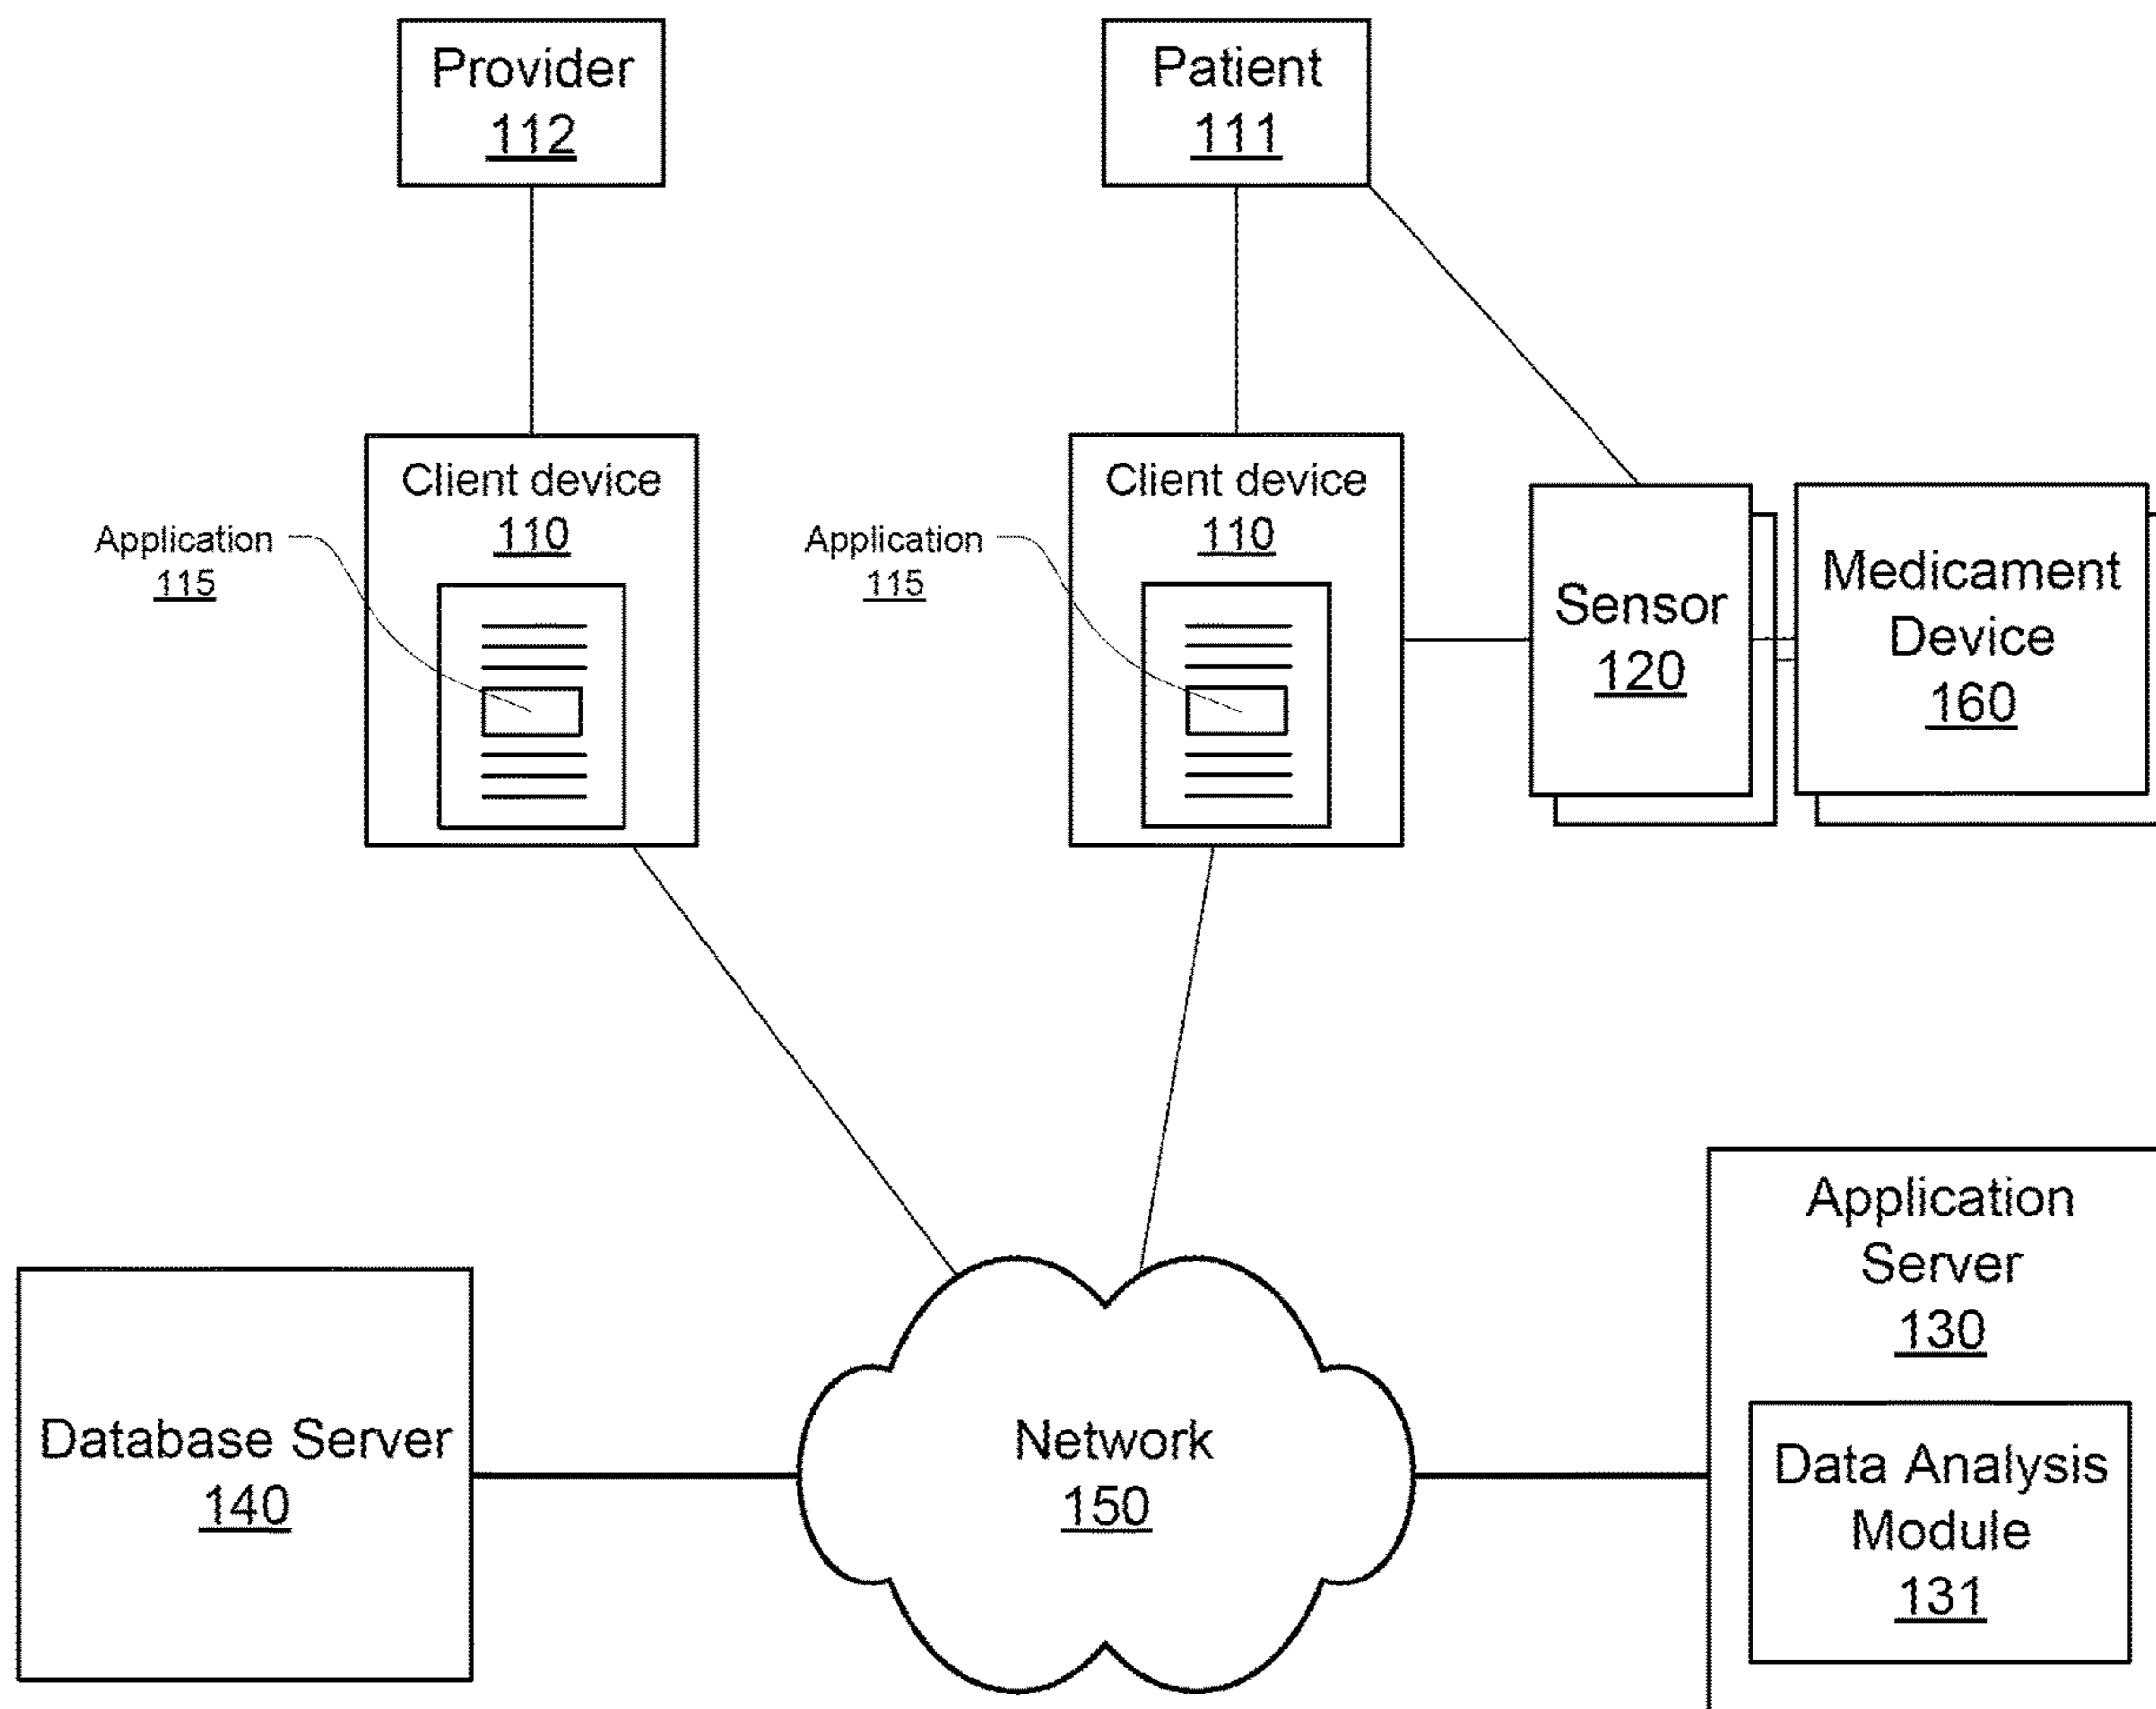 Provider
112
Patient
111
Client device
110
Application
115
Client device
110
Application
115
Sensor
120
Medicament
Device
160
Application
Server
130
Database Server
140
Network
150
Data Analysis
Module
131